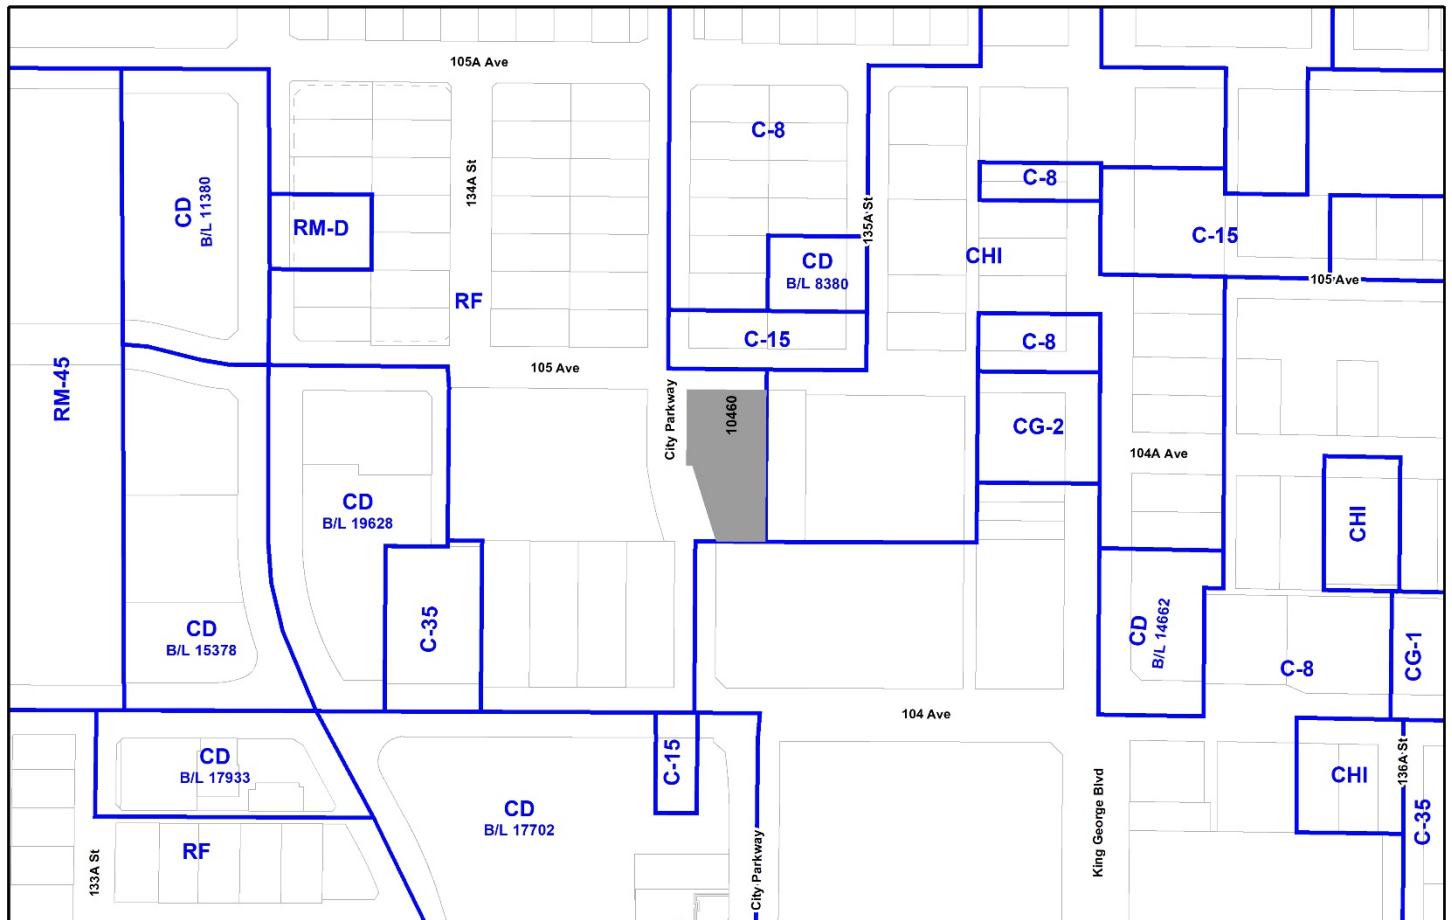 105A Ave
C-8
134A St
C-8
CD
B/L 11380
RM-D
135A St
C-15
CHI
CD
B/L 8380
105 Ave
RF
C-15
C-8
105 Ave
RM-45
City Parkway
10460
CG-2
104A Ave
CD
B/L 19628
CHI
C-35
CD
B/L 15378
CD
B/L 14662
C-8
CG-1
104 Ave
CD
B/L 17933
C-15
136A St
CHI
CD
B/L 17702
King George Blvd
C-35
RF
133A St
City Parkway